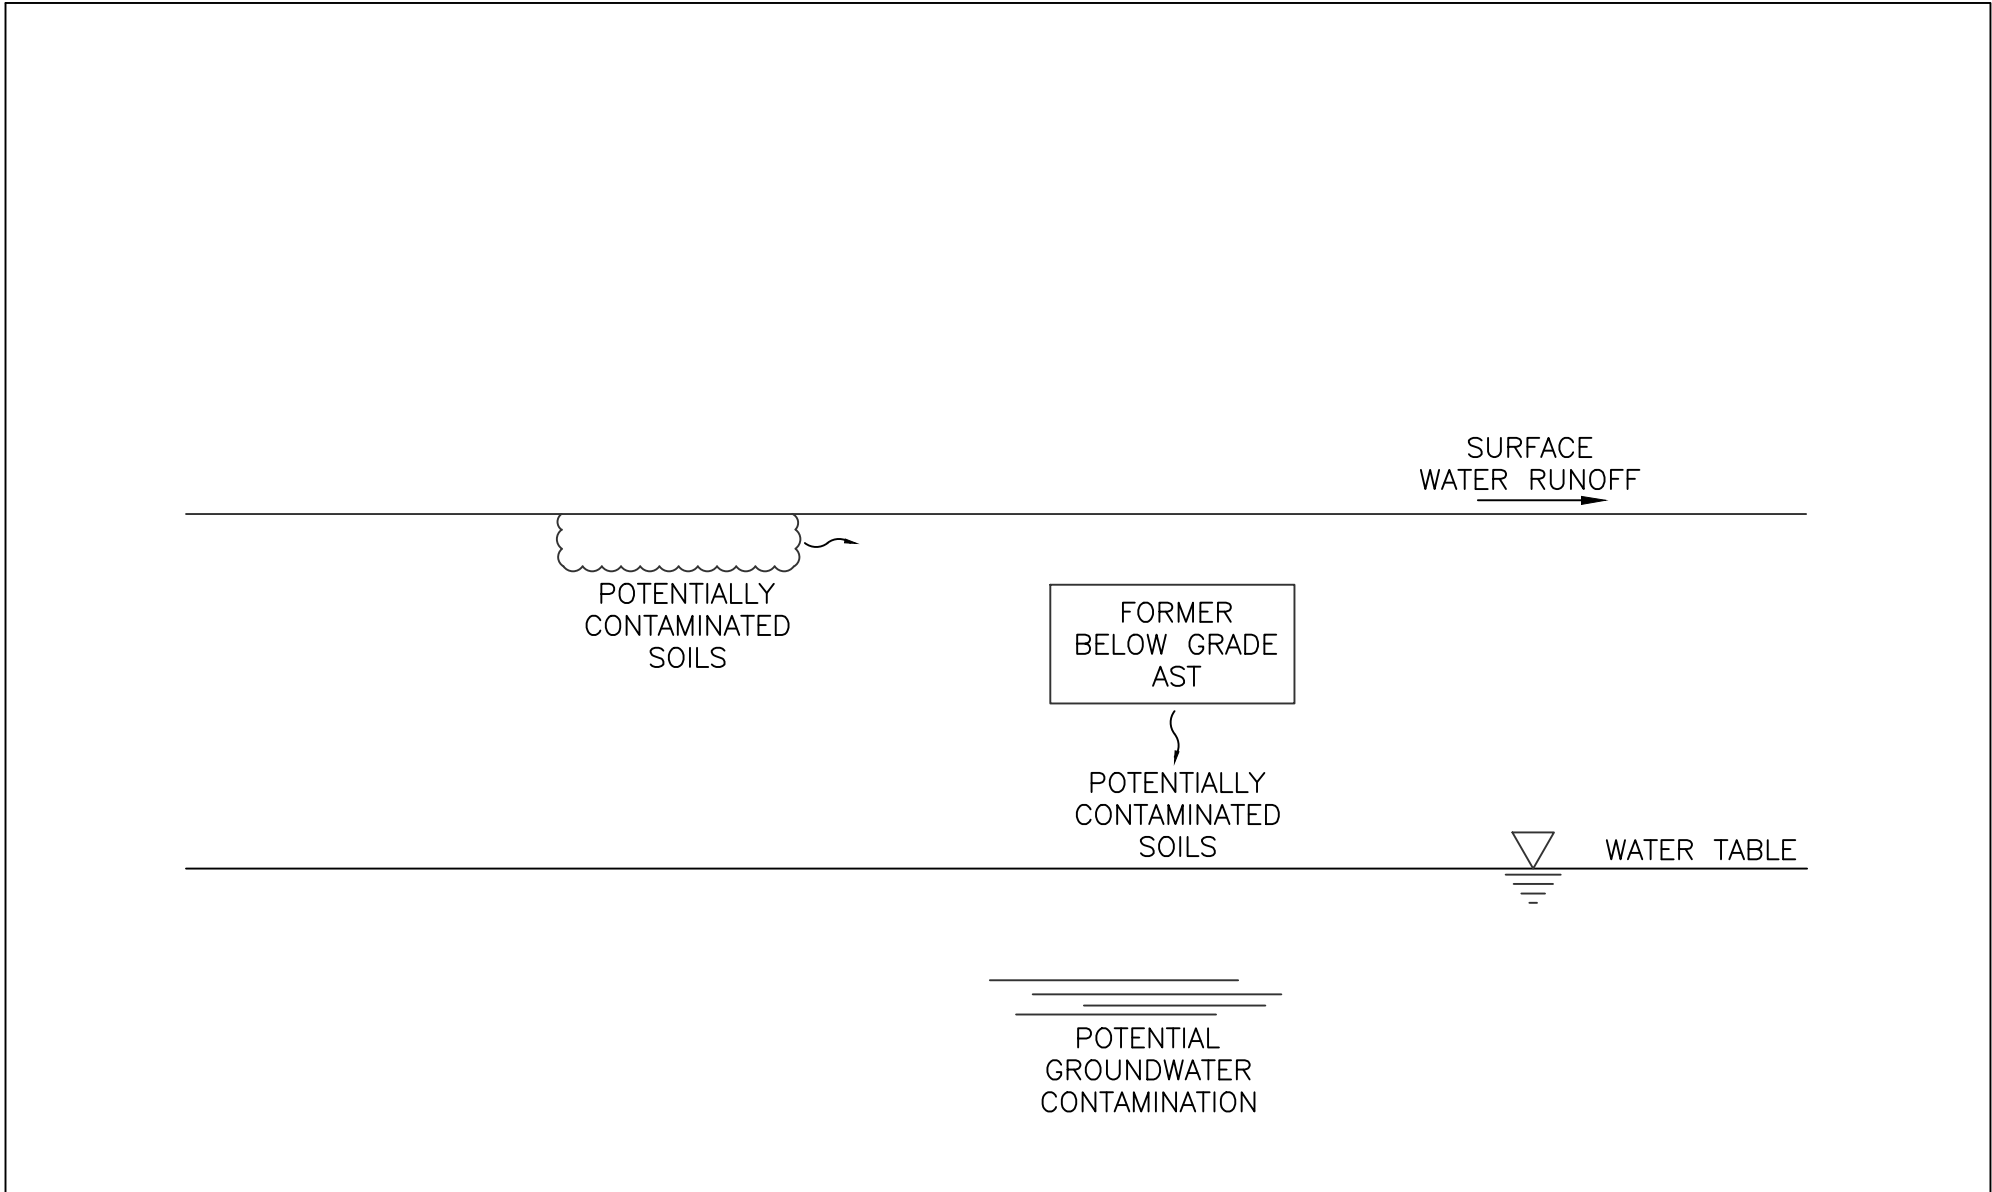 SURFACE
WATER RUNOFF
POTENTIALLY
CONTAMINATED
SOILS
FORMER
BELOW GRADE
AST
POTENTIALLY
CONTAMINATED
SOILS
WATER TABLE
POTENTIAL
GROUNDWATER
CONTAMINATION